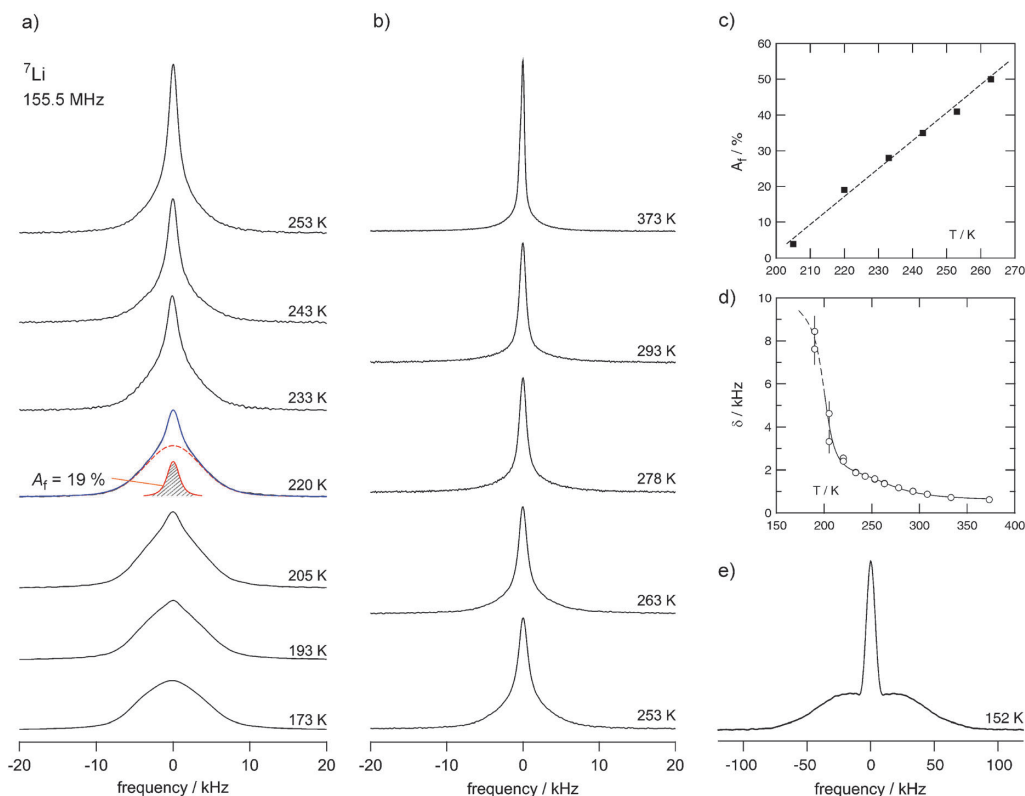 a)
⁷Li
155.5 MHz
253 K
243 K
233 K
A_f = 19 %
220 K
205 K
193 K
173 K
-20 -10 0 10 20
frequency / kHz
b)
373 K
293 K
278 K
263 K
253 K
-20 -10 0 10 20
frequency / kHz
c)
60
50
40
30
20
10
0
A_f / %
T / K
200 210 220 230 240 250 260 270
d)
10
8
6
4
2
0
δ / kHz
T / K
150 200 250 300 350 400
e)
152 K
-100 -50 0 50 100
frequency / kHz